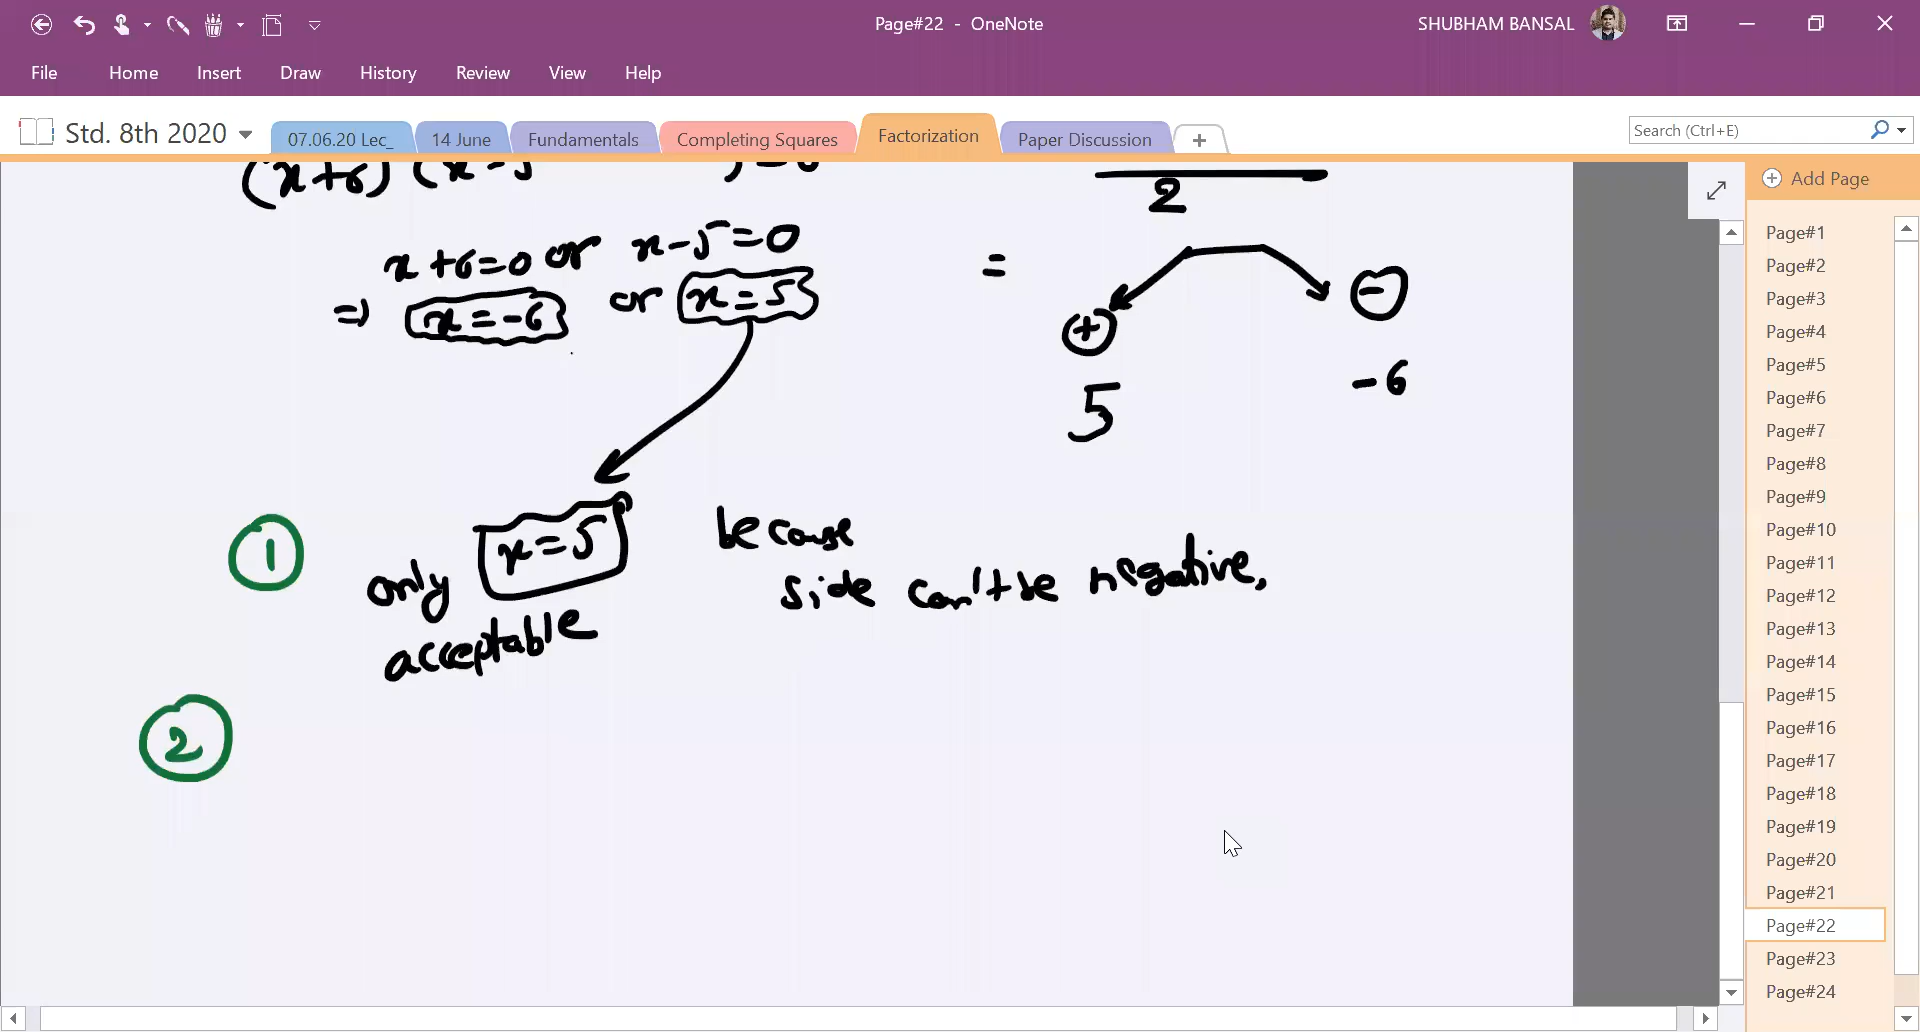 Page#22 - OneNote
SHUBHAM BANSAL
File Home Insert Draw History Review View Help
Std. 8th 2020
07.06.20 Lec_
14 June
Fundamentals
Completing Squares
Factorization
Paper Discussion
+
Search (Ctrl+E)
Add Page
(x+6) (x-5
) = 0
x+6=0 or x-5=0
=> x=-6 or x=5
2
=
+
-
5
-6
1
only x=5
acceptable
because
side can't be negative,
2
Page#1
Page#2
Page#3
Page#4
Page#5
Page#6
Page#7
Page#8
Page#9
Page#10
Page#11
Page#12
Page#13
Page#14
Page#15
Page#16
Page#17
Page#18
Page#19
Page#20
Page#21
Page#22
Page#23
Page#24